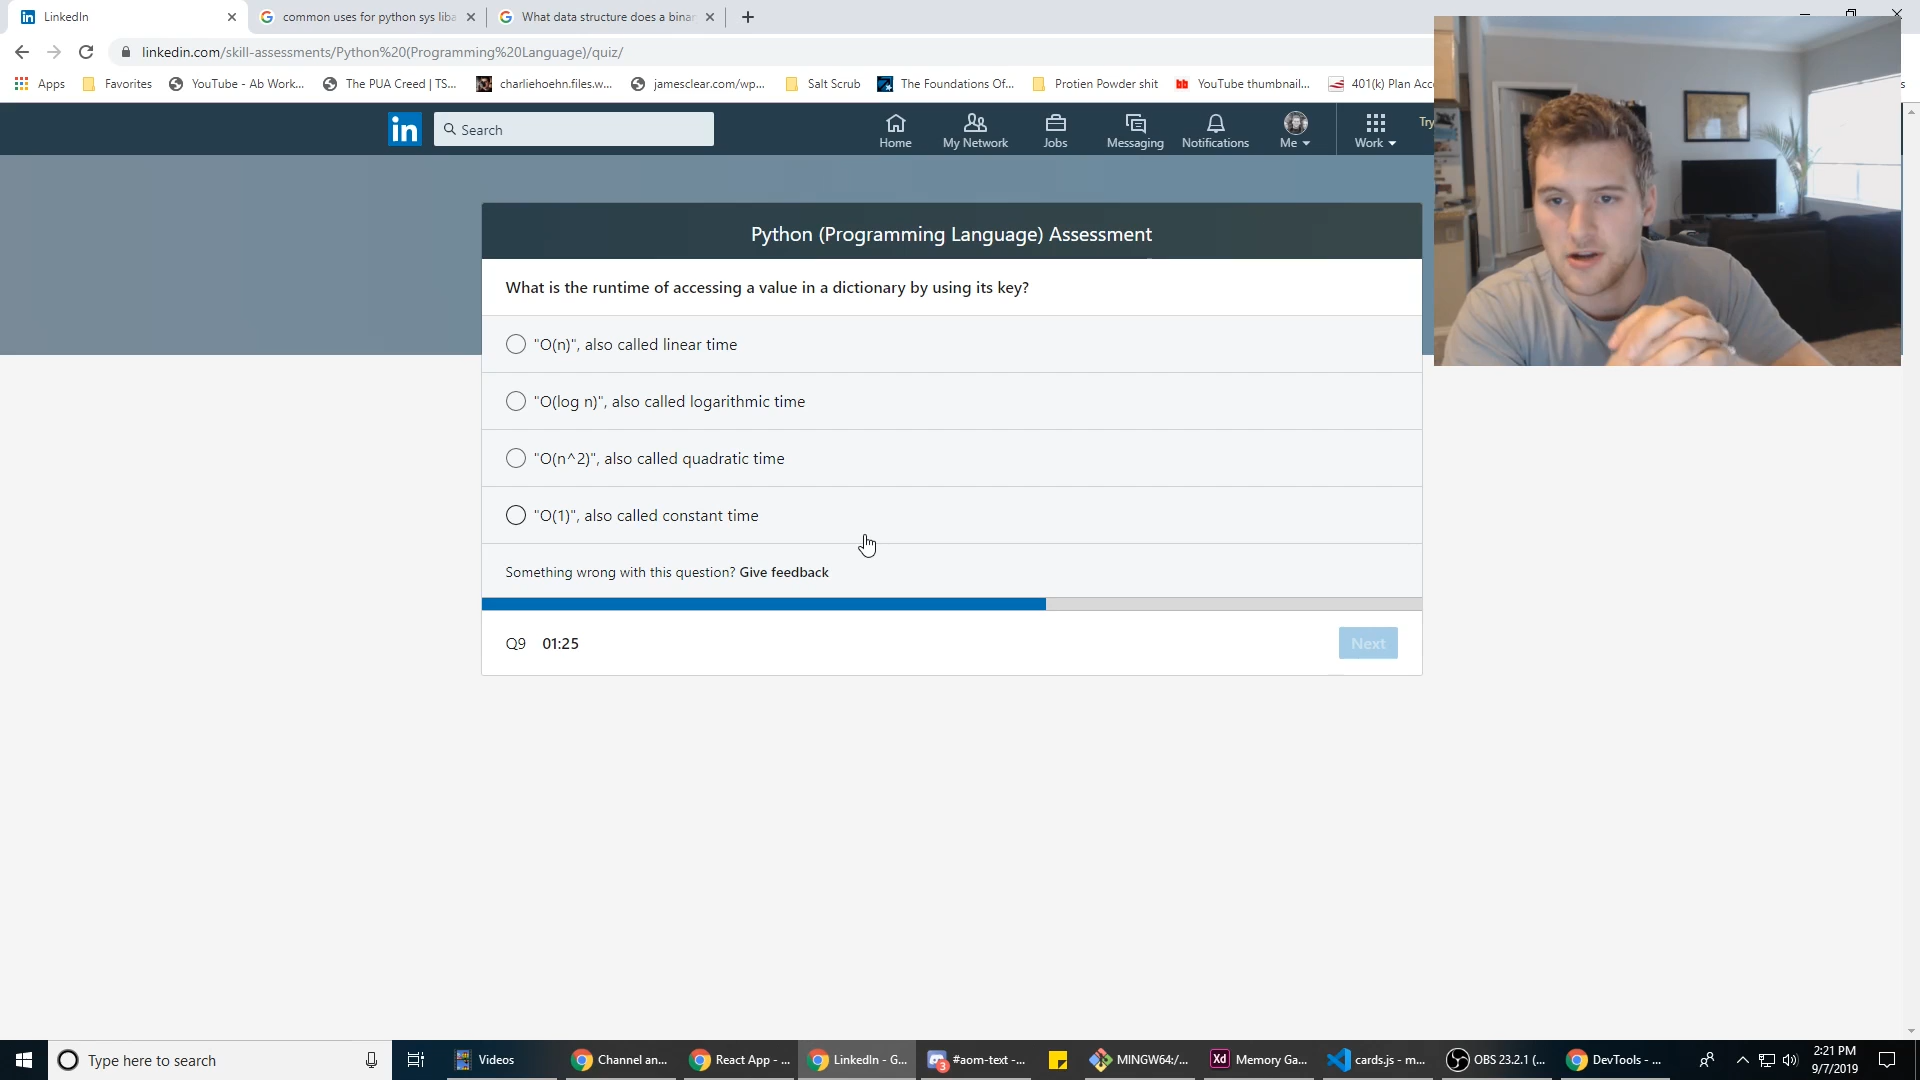 LinkedIn
common uses for python sys liba
What data structure does a binar
linkedin.com/skill-assessments/Python%20(Programming%20Language)/quiz/
Apps
Favorites
YouTube - Ab Work...
The PUA Creed | TS...
charliehoehn.files.w...
jamesclear.com/wp...
Salt Scrub
The Foundations Of...
Protien Powder shit
YouTube thumbnail...
401(k) Plan Acc
in
Search
Home
My Network
Jobs
Messaging
Notifications
Me
Work
Try
Python (Programming Language) Assessment
What is the runtime of accessing a value in a dictionary by using its key?
"O(n)", also called linear time
"O(log n)", also called logarithmic time
"O(n^2)", also called quadratic time
"O(1)", also called constant time
Something wrong with this question? Give feedback
Q9 01:25
Next
Type here to search
Videos
Channel an...
React App - ...
LinkedIn - G...
3
#aom-text -...
MINGW64:/...
Xd
Memory Ga...
cards.js - m...
OBS 23.2.1 (...
DevTools - ...
2:21 PM
9/7/2019